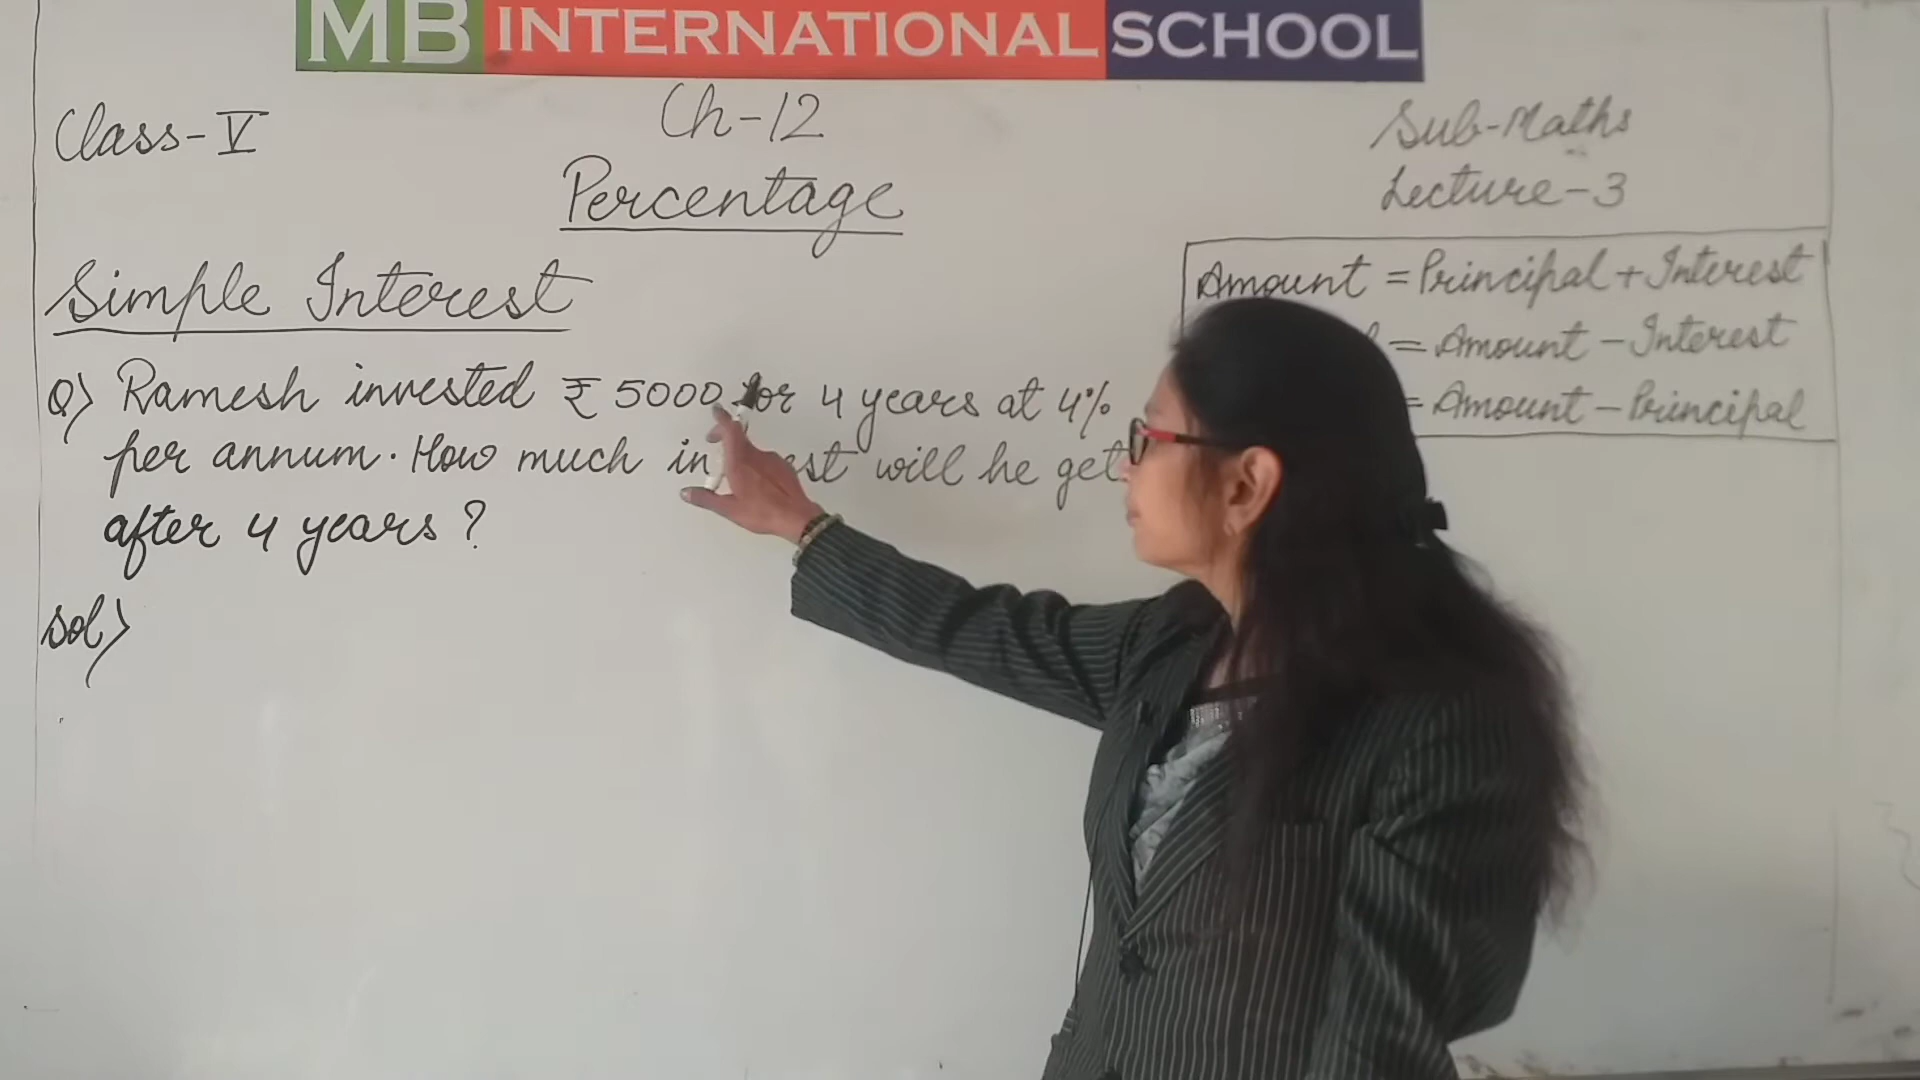 MB INTERNATIONAL SCHOOL
Class-V
Ch-12
Percentage
Sub-Maths
Lecture-3
Simple Interest
Amount = Principal + Interest
= Amount - Interest
= Amount - Principal
Q) Ramesh invested ₹ 5000 for 4 years at 4%
per annum. How much will he get
after 4 years?
Sol)